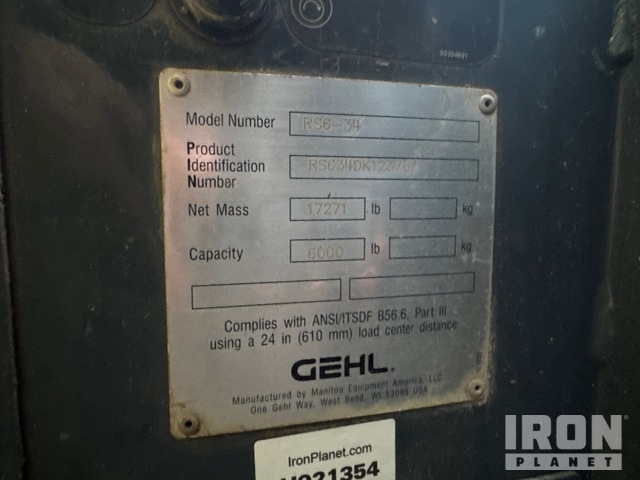 50354691
Model Number RS6-34
Product
Identification RS634DK12370
Number
Net Mass 17271 lb kg
Capacity 6000 lb kg
Complies with ANSI/ITSDF B56.6, Part III
using a 24 in (610 mm) load center distance
GEHL®
Manufactured by Manitou Equipment America, LLC
One Gehl Way, West Bend, WI 53095 USA
IronPlanet.com
IRON
PLANET